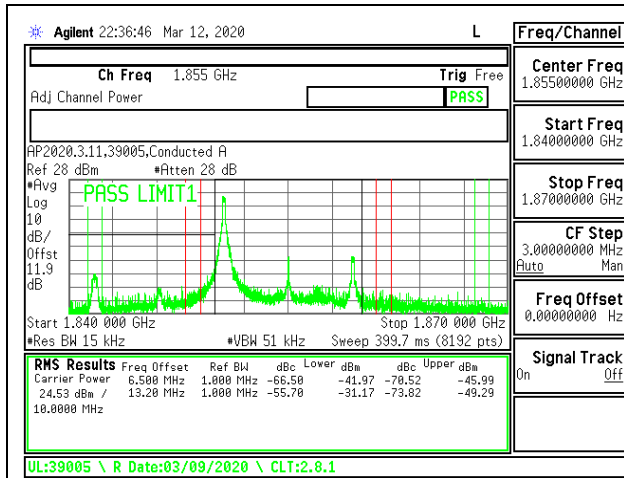 Agilent 22:36:46 Mar 12, 2020 L
Ch Freq 1.855 GHz Trig Free
Adj Channel Power PASS
AP2020.3.11,39005,Conducted A
Ref 28 dBm #Atten 28 dB
#Avg
Log
10
dB/
Offst
11.9
dB
PASS LIMIT1
Start 1.840 000 GHz Stop 1.870 000 GHz
#Res BW 15 kHz #VBW 51 kHz Sweep 399.7 ms (8192 pts)
RMS Results Freq Offset Ref BW dBc Lower dBm dBc Upper dBm
Carrier Power 6.500 MHz 1.000 MHz -66.50 -41.97 -70.52 -45.99
24.53 dBm / 13.20 MHz 1.000 MHz -55.70 -31.17 -73.82 -49.29
10.0000 MHz
UL:39005 \ R Date:03/09/2020 \ CLT:2.8.1
Freq/Channel
Center Freq
1.85500000 GHz
Start Freq
1.84000000 GHz
Stop Freq
1.87000000 GHz
CF Step
3.00000000 MHz
Auto Man
Freq Offset
0.00000000 Hz
Signal Track
On Off